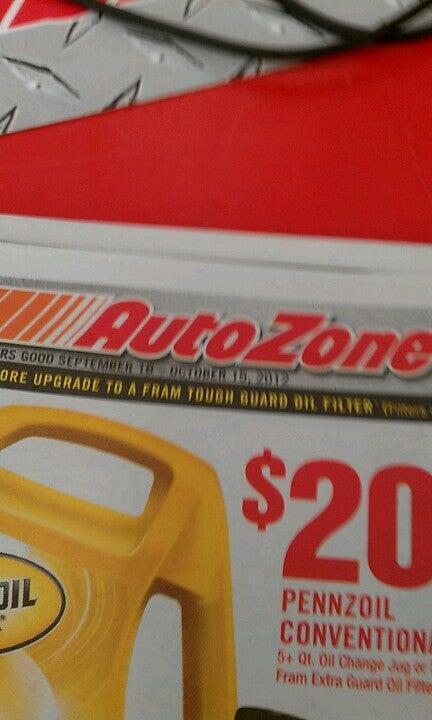 AutoZone
RS GOOD SEPTEMBER 18 OCTOBER 15, 2012
ORE UPGRADE TO A FRAM TOUGH GUARD OIL FILTER
$20
OIL
PENNZOIL
CONVENTIONA
5+ Qt. Oil Change Jug or
Fram Extra Guard Oil Filte